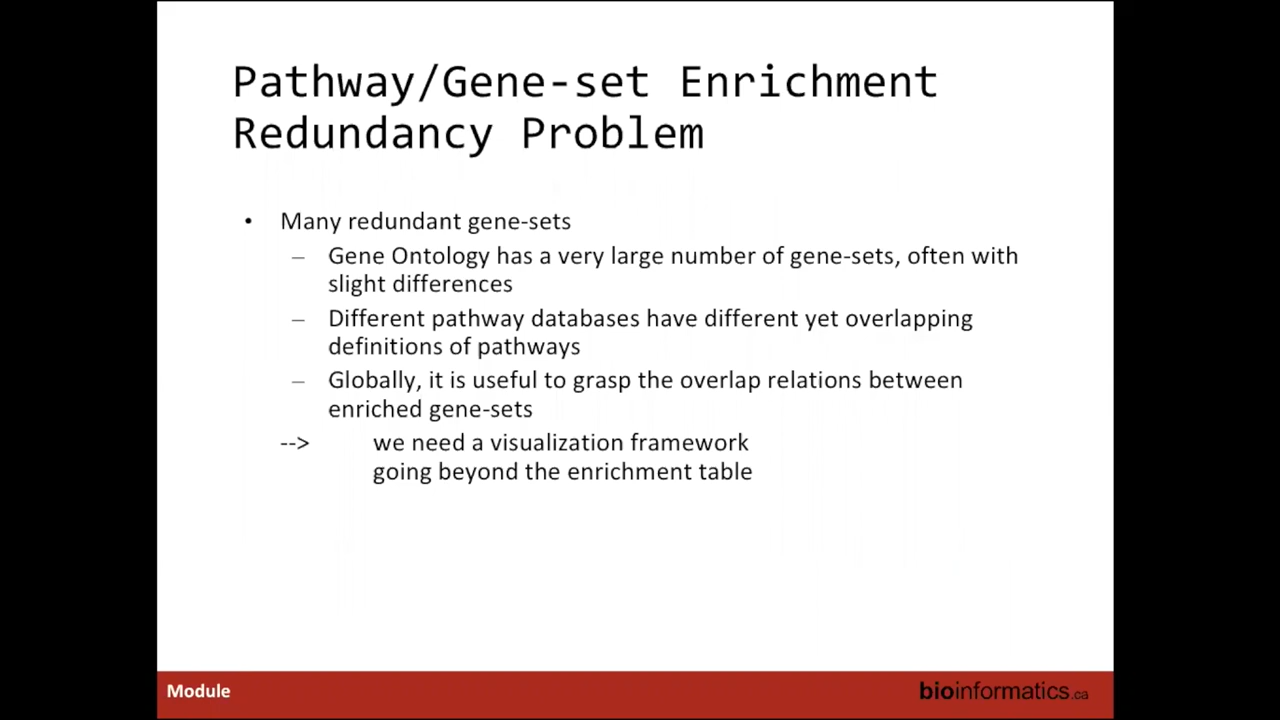 Pathway/Gene-set Enrichment
Redundancy Problem
• Many redundant gene-sets
– Gene Ontology has a very large number of gene-sets, often with
slight differences
– Different pathway databases have different yet overlapping
definitions of pathways
– Globally, it is useful to grasp the overlap relations between
enriched gene-sets
--> we need a visualization framework
going beyond the enrichment table
Module
bioinformatics.ca